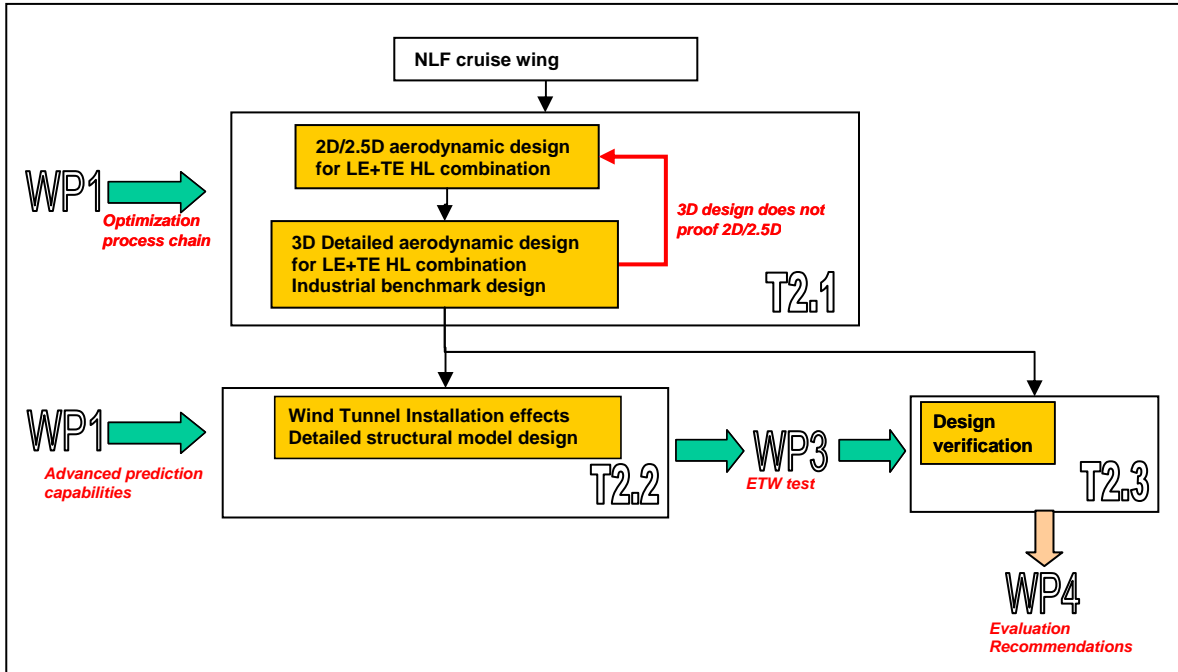 NLF cruise wing
2D/2.5D aerodynamic design
for LE+TE HL combination
WP1
Optimization
process chain
3D design does not
proof 2D/2.5D
3D Detailed aerodynamic design
for LE+TE HL combination
Industrial benchmark design
T2.1
WP1
Advanced prediction
capabilities
Wind Tunnel Installation effects
Detailed structural model design
T2.2
WP3
ETW test
Design
verification
T2.3
WP4
Evaluation
Recommendations